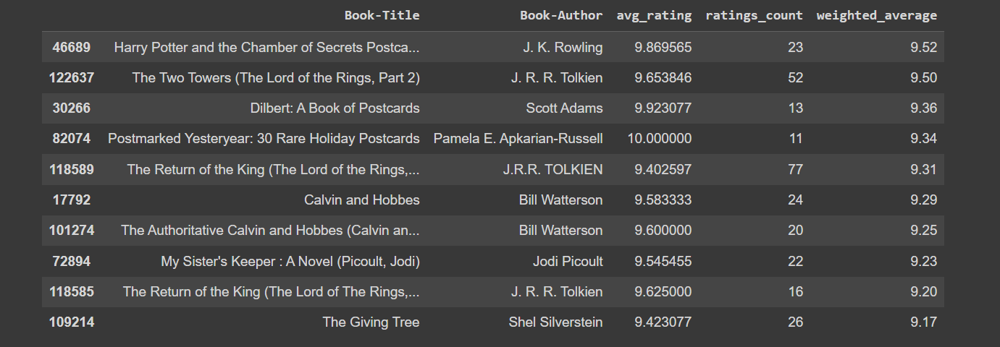 Book-Title Book-Author avg_rating ratings_count weighted_average
46689 Harry Potter and the Chamber of Secrets Postca... J. K. Rowling 9.869565 23 9.52
122637 The Two Towers (The Lord of the Rings, Part 2) J. R. R. Tolkien 9.653846 52 9.50
30266 Dilbert: A Book of Postcards Scott Adams 9.923077 13 9.36
82074 Postmarked Yesteryear: 30 Rare Holiday Postcards Pamela E. Apkarian-Russell 10.000000 11 9.34
118589 The Return of the King (The Lord of the Rings,... J.R.R. TOLKIEN 9.402597 77 9.31
17792 Calvin and Hobbes Bill Watterson 9.583333 24 9.29
101274 The Authoritative Calvin and Hobbes (Calvin an... Bill Watterson 9.600000 20 9.25
72894 My Sister's Keeper : A Novel (Picoult, Jodi) Jodi Picoult 9.545455 22 9.23
118585 The Return of the King (The Lord of The Rings,... J. R. R. Tolkien 9.625000 16 9.20
109214 The Giving Tree Shel Silverstein 9.423077 26 9.17